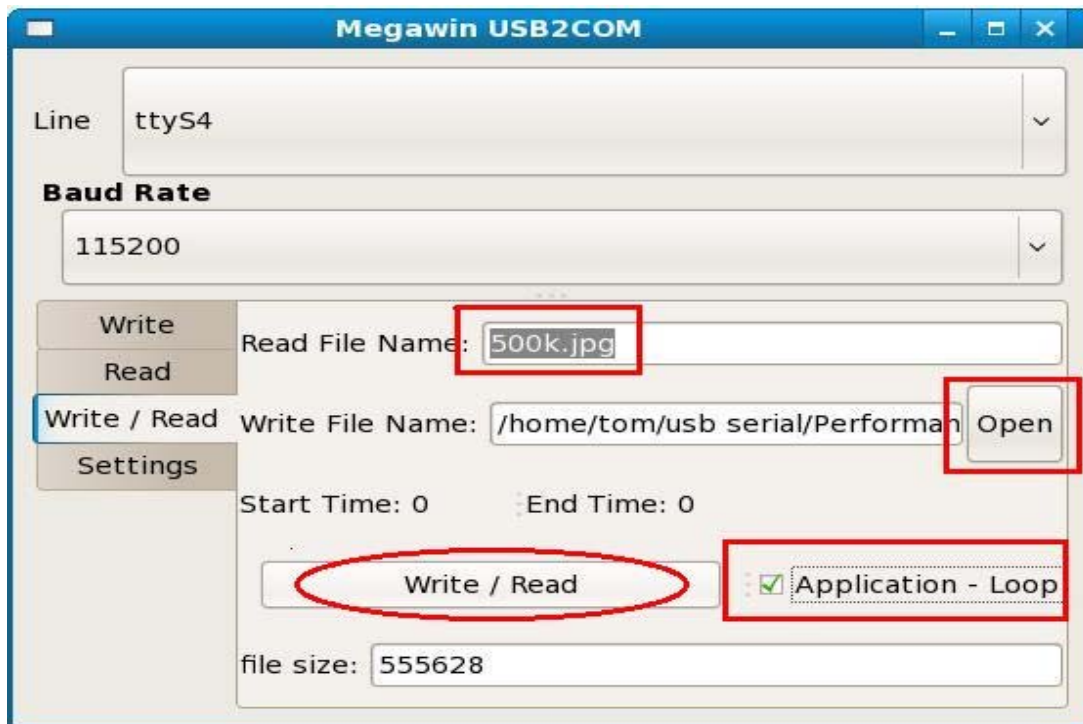 Megawin USB2COM
Line ttyS4
Baud Rate
115200
Write
Read File Name: 500k.jpg
Read
Write / Read
Write File Name: /home/tom/usb serial/Performan Open
Settings
Start Time: 0 End Time: 0
Write / Read Application - Loop
file size: 555628